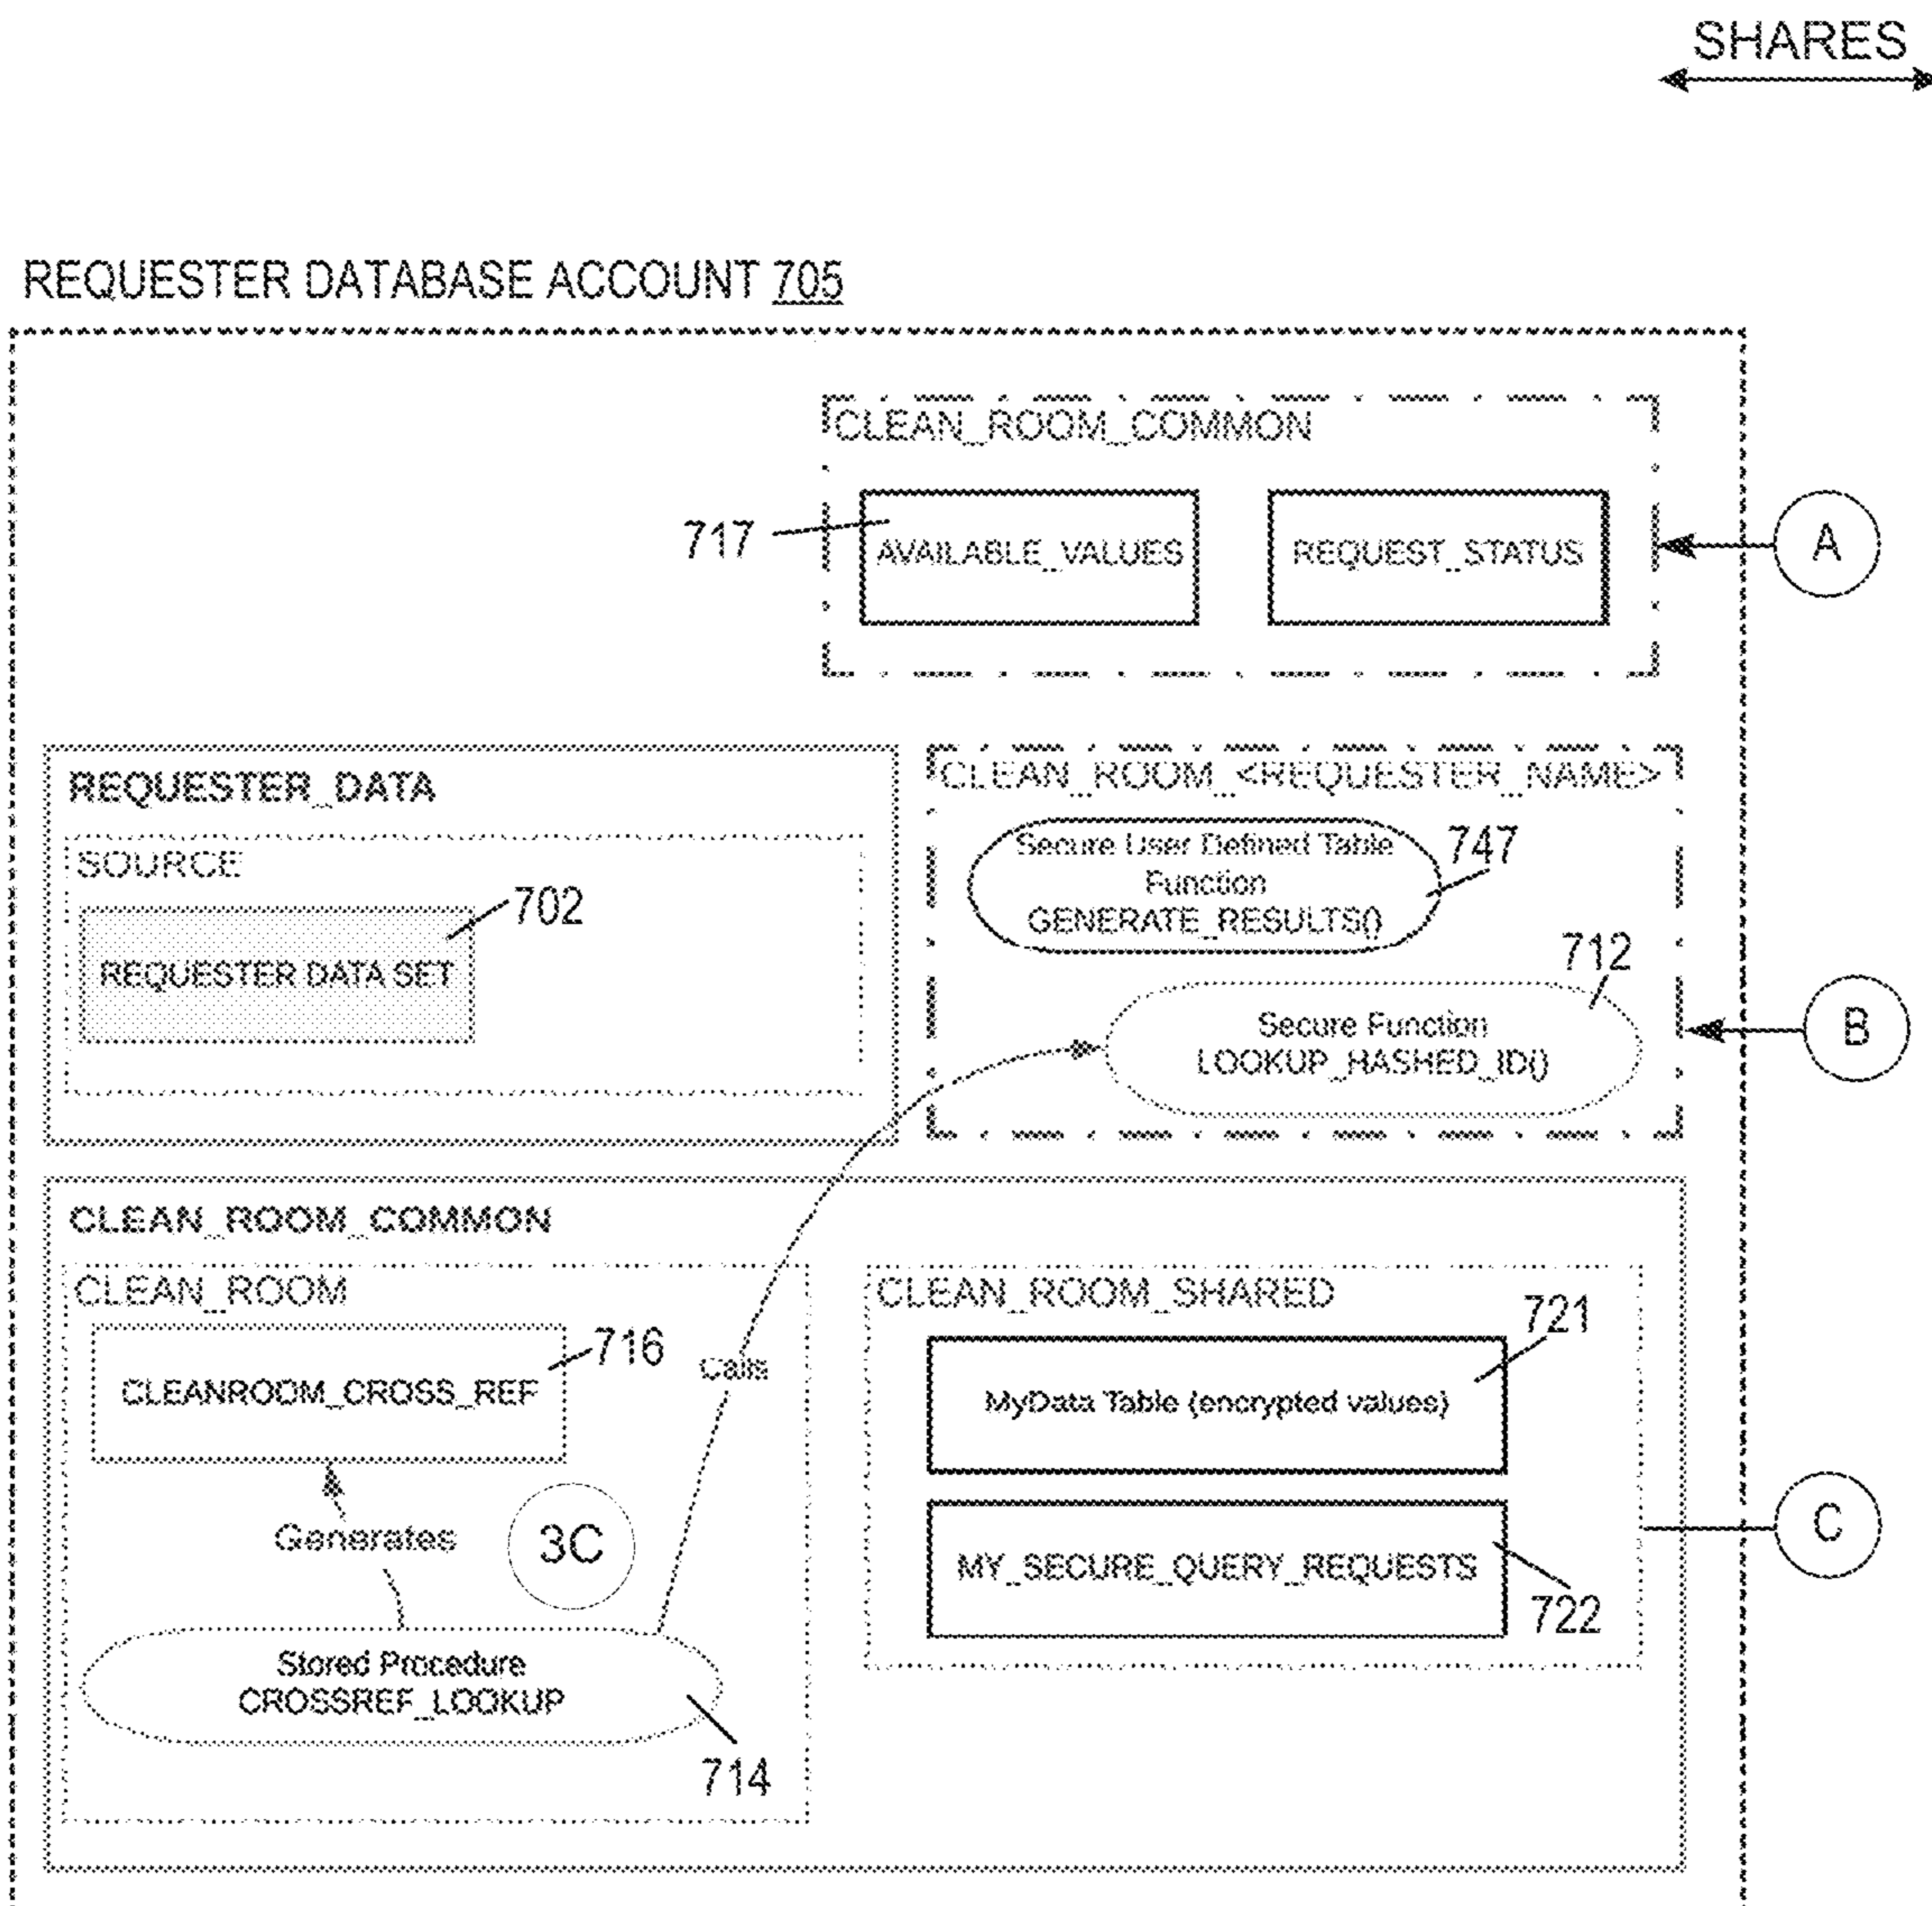 SHARES
REQUESTER DATABASE ACCOUNT 705
CLEAN_ROOM_COMMON
717
AVAILABLE_VALUES
REQUEST_STATUS
A
REQUESTER_DATA
SOURCE
702
REQUESTER DATA SET
CLEAN_ROOM_<REQUESTER_NAME>
Secure User Defined Table
Function
GENERATE_RESULTS()
747
712
Secure Function
LOOKUP_HASHED_ID()
B
CLEAN_ROOM_COMMON
CLEAN_ROOM
716
CLEANROOM_CROSS_REF
Calls
Generates
3C
Stored Procedure
CROSSREF_LOOKUP
714
CLEAN_ROOM_SHARED
721
MyData Table (encrypted values)
MY_SECURE_QUERY_REQUESTS
722
C